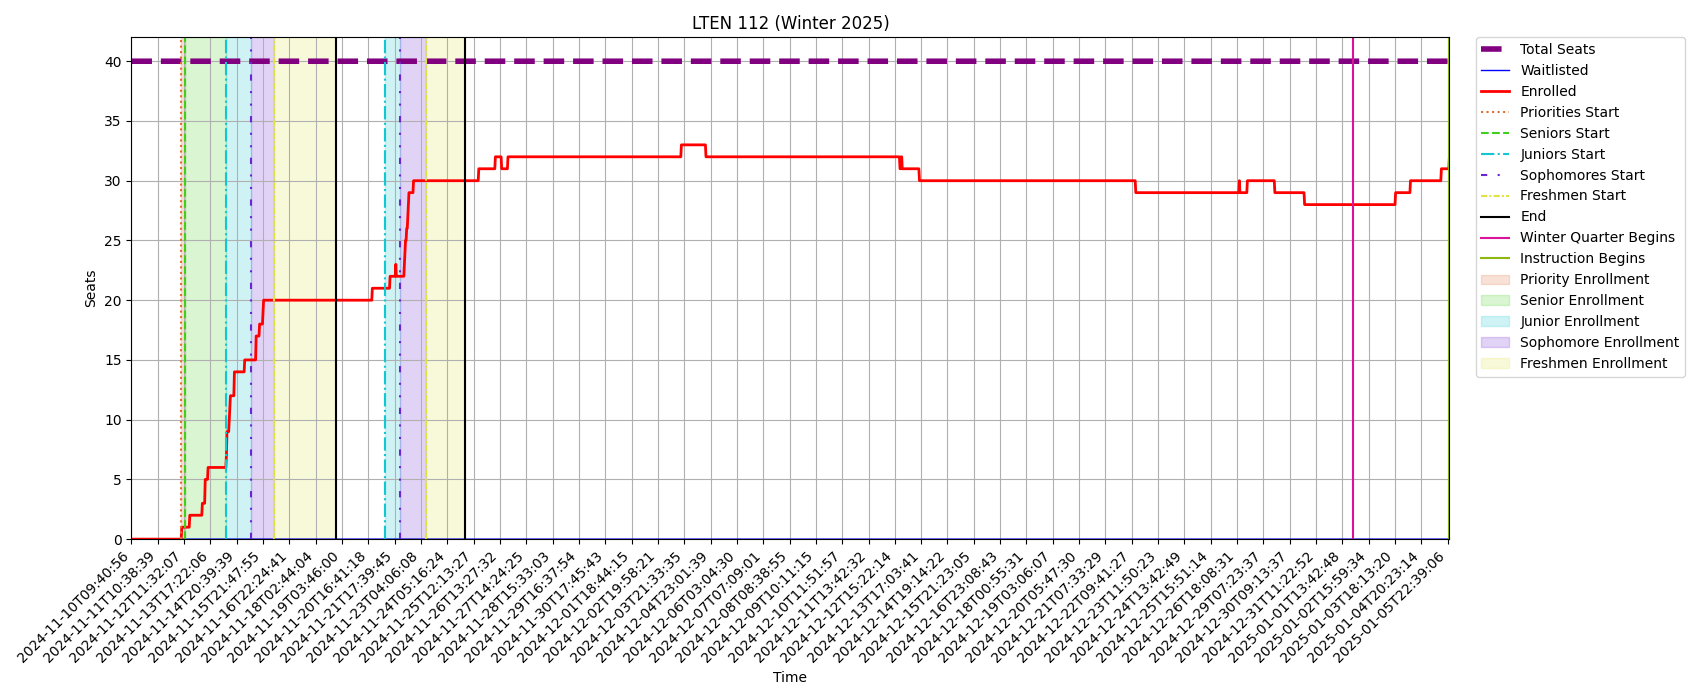 LTEN 112 (Winter 2025)
Seats
40
35
30
25
20
15
10
5
0
2024-11-10T09:40:56
2024-11-11T10:38:39
2024-11-12T11:32:07
2024-11-13T17:22:06
2024-11-14T20:39:39
2024-11-15T21:47:55
2024-11-16T22:24:41
2024-11-18T02:44:04
2024-11-19T03:46:00
2024-11-20T16:41:18
2024-11-21T17:39:45
2024-11-23T04:06:08
2024-11-24T05:16:24
2024-11-25T12:13:27
2024-11-26T13:27:32
2024-11-27T14:24:25
2024-11-28T15:33:03
2024-11-29T16:37:54
2024-11-30T17:45:43
2024-12-01T18:44:15
2024-12-02T19:58:21
2024-12-03T21:33:35
2024-12-04T23:01:39
2024-12-06T03:04:30
2024-12-07T07:09:01
2024-12-08T08:38:55
2024-12-09T10:11:15
2024-12-10T11:51:57
2024-12-11T13:42:32
2024-12-12T15:22:14
2024-12-13T17:03:41
2024-12-14T19:14:22
2024-12-15T21:23:05
2024-12-16T23:08:43
2024-12-18T00:55:31
2024-12-19T03:06:07
2024-12-20T05:47:30
2024-12-21T07:33:29
2024-12-22T09:41:27
2024-12-23T11:50:23
2024-12-24T13:42:49
2024-12-25T15:51:14
2024-12-26T18:08:31
2024-12-29T07:23:37
2024-12-30T09:13:37
2024-12-31T11:22:52
2025-01-01T13:42:48
2025-01-02T15:59:34
2025-01-03T18:13:20
2025-01-04T20:23:14
2025-01-05T22:39:06
Time
Total Seats
Waitlisted
Enrolled
Priorities Start
Seniors Start
Juniors Start
Sophomores Start
Freshmen Start
End
Winter Quarter Begins
Instruction Begins
Priority Enrollment
Senior Enrollment
Junior Enrollment
Sophomore Enrollment
Freshmen Enrollment